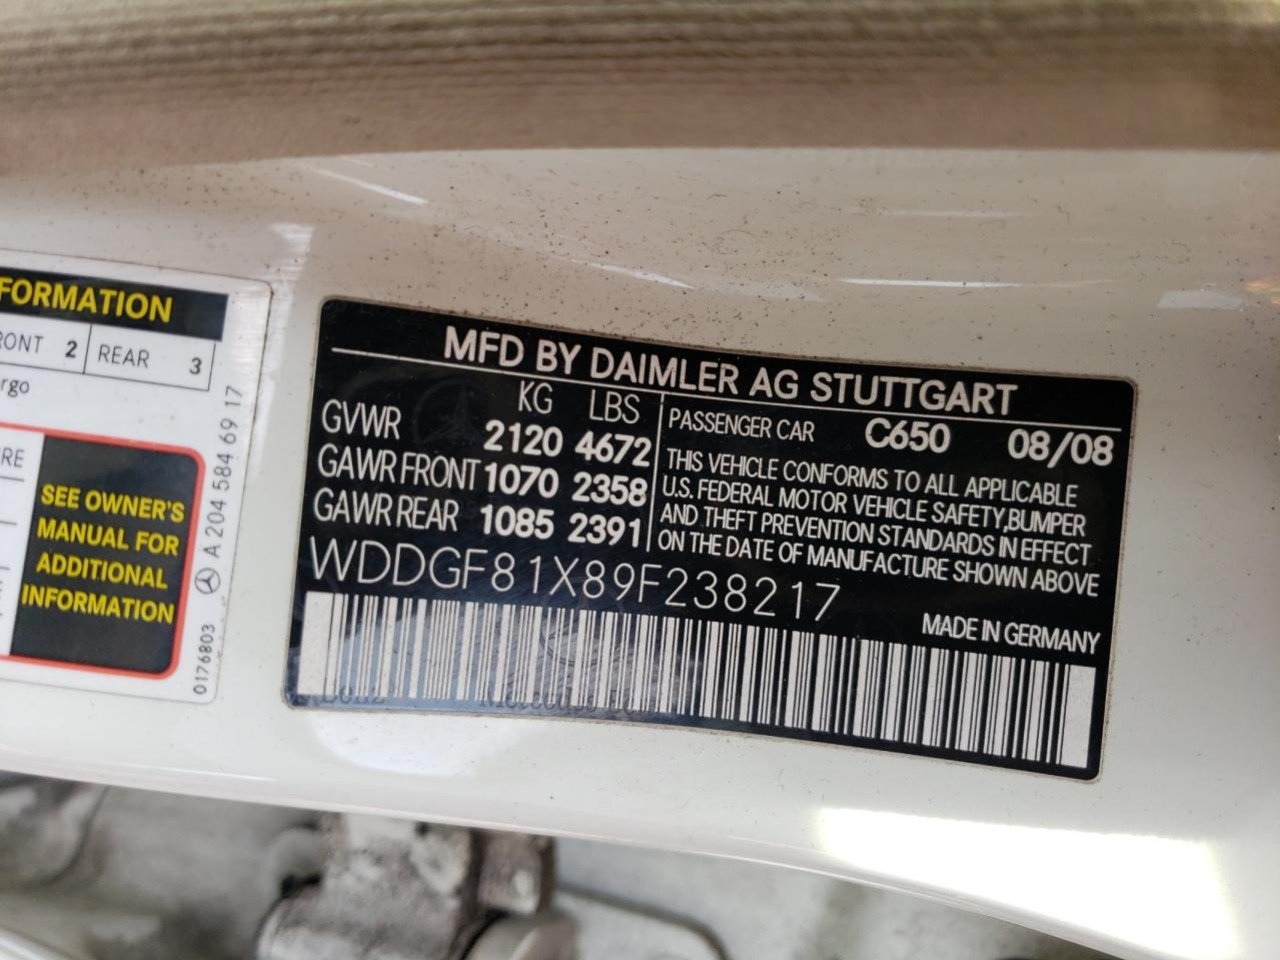 FORMATION
RONT 2 REAR 3
rgo
RE
SEE OWNER'S
MANUAL FOR
ADDITIONAL
INFORMATION
0176803 A 204 584 69 17
MFD BY DAIMLER AG STUTTGART
KG LBS
GVWR 2120 4672
GAWR FRONT 1070 2358
GAWR REAR 1085 2391
PASSENGER CAR C650 08/08
THIS VEHICLE CONFORMS TO ALL APPLICABLE
U.S. FEDERAL MOTOR VEHICLE SAFETY,BUMPER
AND THEFT PREVENTION STANDARDS IN EFFECT
ON THE DATE OF MANUFACTURE SHOWN ABOVE
WDDGF81X89F238217
MADE IN GERMANY